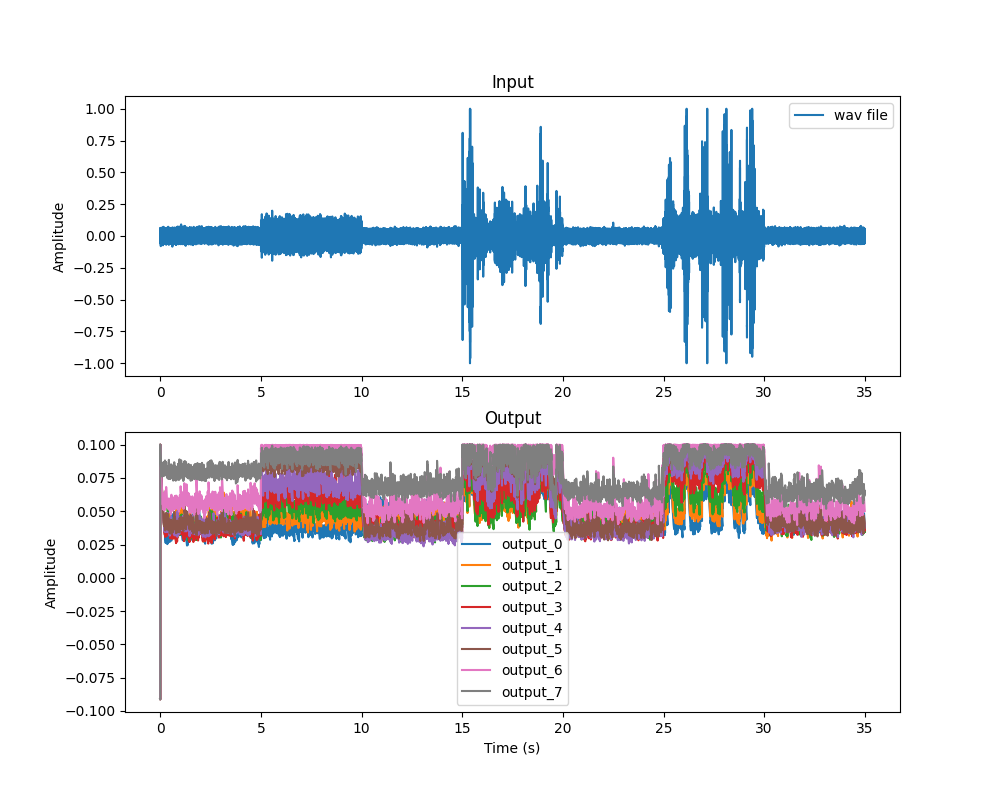 Input
1.00
0.75
0.50
0.25
0.00
−0.25
−0.50
−0.75
−1.00
Amplitude
wav file
0 5 10 15 20 25 30 35
Output
0.100
0.075
0.050
0.025
0.000
−0.025
−0.050
−0.075
−0.100
Amplitude
output_0
output_1
output_2
output_3
output_4
output_5
output_6
output_7
0 5 10 15 20 25 30 35
Time (s)